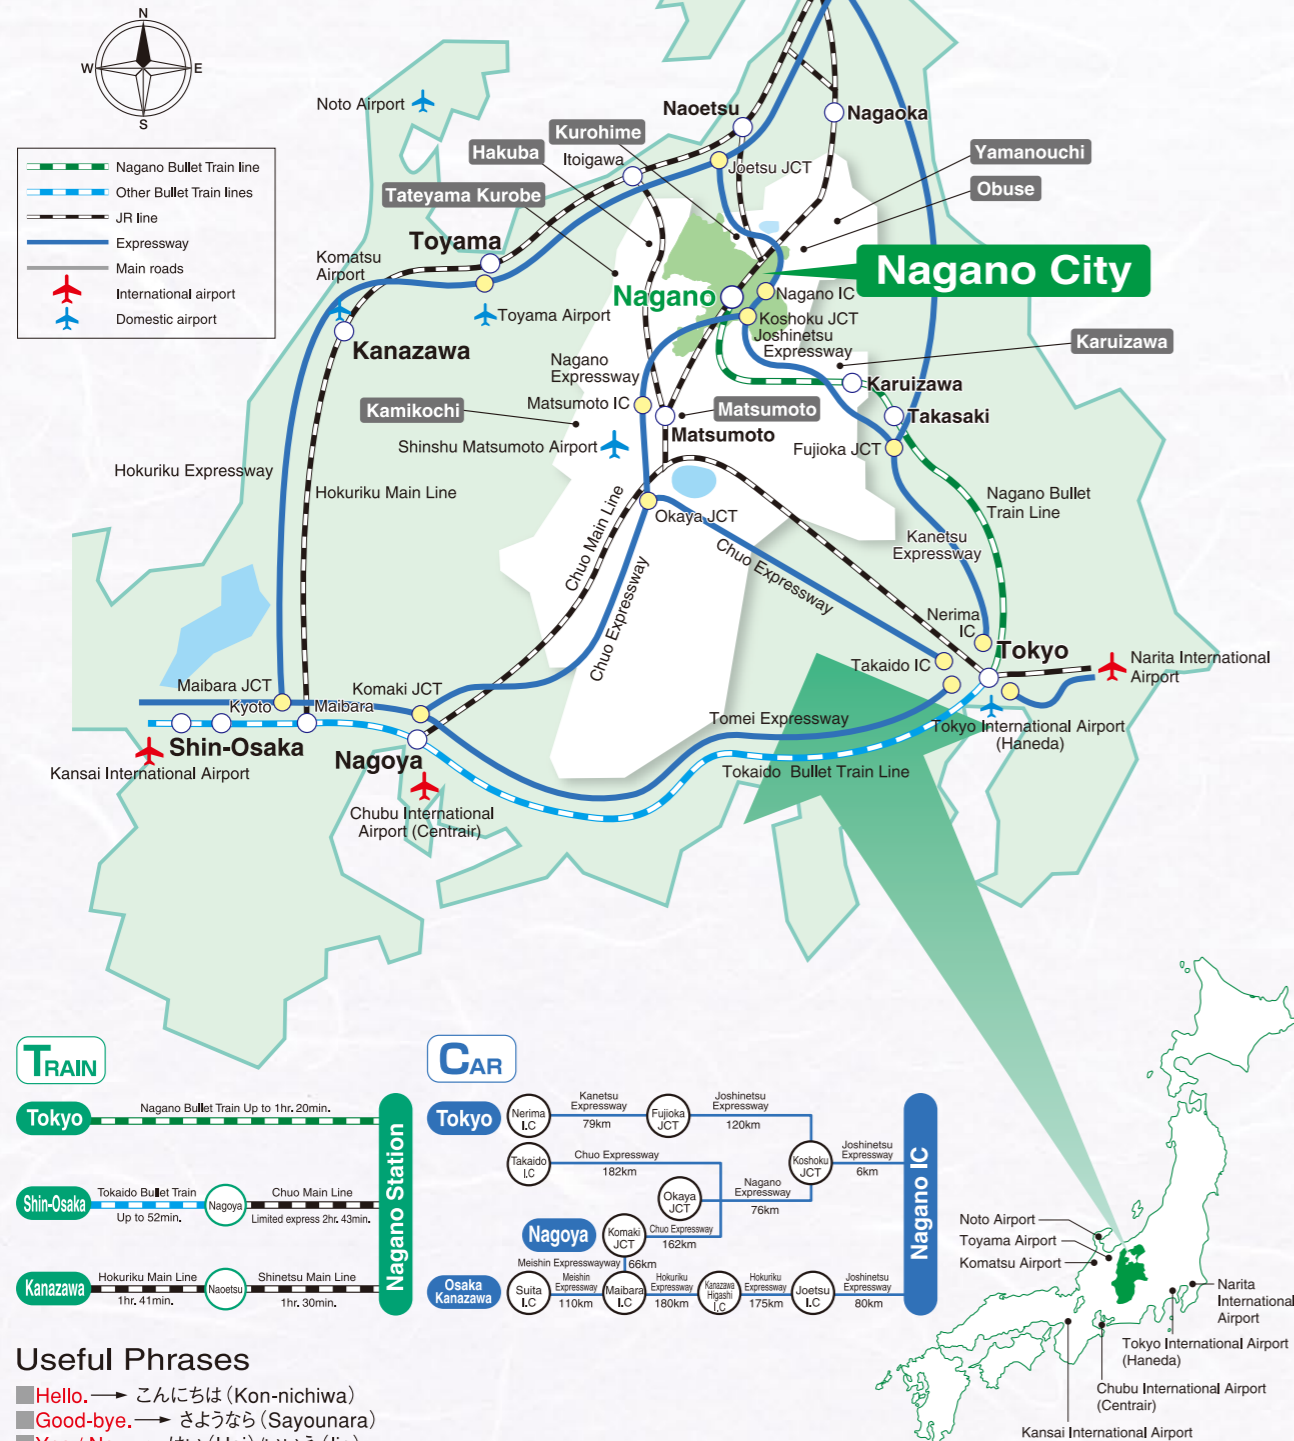 N
W
E
S
Nagano Bullet Train line
Other Bullet Train lines
JR line
Expressway
Main roads
International airport
Domestic airport
Noto Airport
Naoetsu
Nagaoka
Kurohime
Hakuba
Itoigawa
Joetsu JCT
Yamanouchi
Tateyama Kurobe
Obuse
Toyama
Komatsu
Airport
Nagano City
Nagano
Nagano IC
Toyama Airport
Koshoku JCT
Joshinetsu
Expressway
Kanazawa
Karuizawa
Nagano
Expressway
Karuizawa
Kamikochi
Matsumoto IC
Matsumoto
Takasaki
Matsumoto
Shinshu Matsumoto Airport
Fujioka JCT
Hokuriku Expressway
Hokuriku Main Line
Nagano Bullet
Train Line
Okaya JCT
Chuo Main Line
Kanetsu
Expressway
Chuo Expressway
Chuo Expressway
Nerima
IC
Tokyo
Takaido IC
Narita International
Airport
Maibara JCT
Komaki JCT
Kyoto
Maibara
Tomei Expressway
Tokyo International Airport
(Haneda)
Shin-Osaka
Nagoya
Kansai International Airport
Tokaido Bullet Train Line
Chubu International
Airport (Centrair)
TRAIN
Tokyo
Nagano Bullet Train Up to 1hr. 20min.
Shin-Osaka
Tokaido Bullet Train
Up to 52min.
Nagoya
Chuo Main Line
Limited express 2hr. 43min.
Kanazawa
Hokuriku Main Line
1hr. 41min.
Naoetsu
Shinetsu Main Line
1hr. 30min.
Nagano Station
CAR
Tokyo
Nerima
I.C
Kanetsu
Expressway
79km
Fujioka
JCT
Joshinetsu
Expressway
120km
Takaido
I.C
Chuo Expressway
182km
Koshoku
JCT
Joshinetsu
Expressway
6km
Okaya
JCT
Nagano
Expressway
76km
Nagoya
Komaki
JCT
Chuo Expressway
162km
Meishin Expresswayway
66km
Osaka
Kanazawa
Suita
I.C
Meishin
Expressway
110km
Maibara
I.C
Hokuriku
Expressway
180km
Kanazawa
Higashi
I.C
Hokuriku
Expressway
175km
Joetsu
I.C
Joshinetsu
Expressway
80km
Nagano IC
Noto Airport
Toyama Airport
Komatsu Airport
Narita
International
Airport
Tokyo International Airport
(Haneda)
Chubu International Airport
(Centrair)
Kansai International Airport
Useful Phrases
Hello. → こんにちは (Kon-nichiwa)
Good-bye. → さようなら (Sayounara)